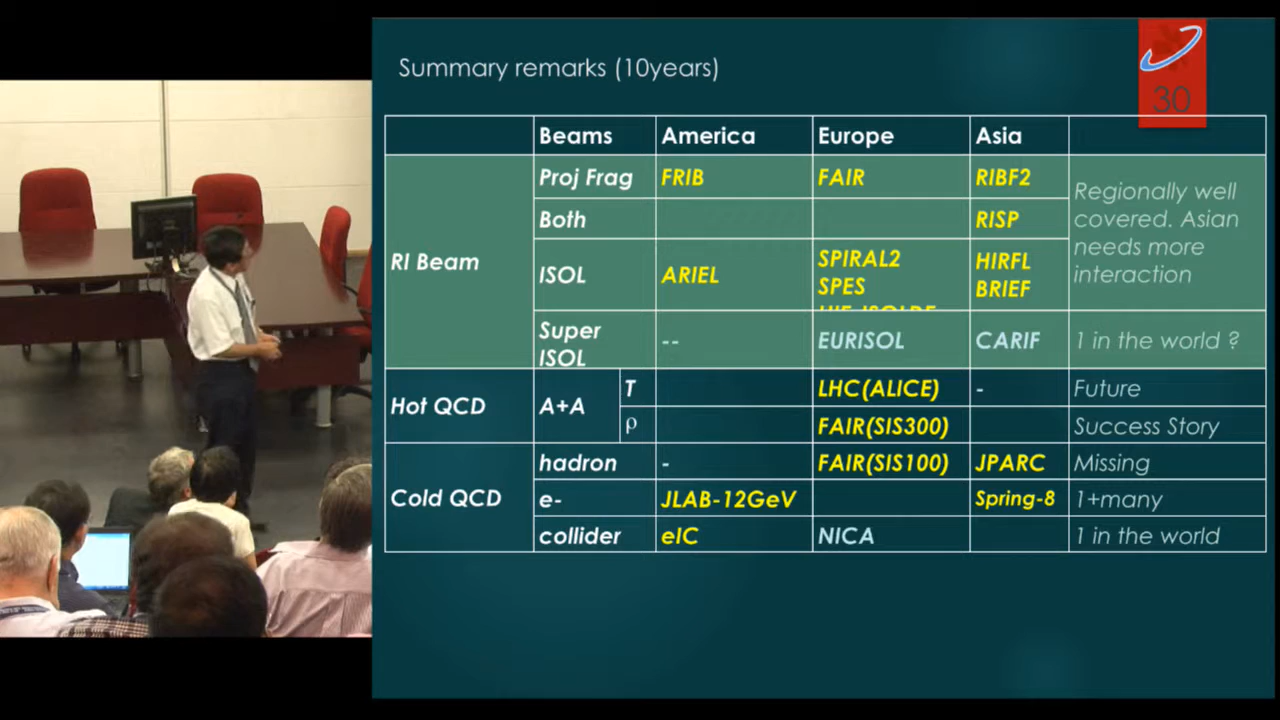 Summary remarks (10years)
30
Beams America Europe Asia
RI Beam
Proj Frag FRIB FAIR RIBF2
Both RISP
ISOL ARIEL SPIRAL2 HIRFL
SPES BRIEF
HIE-ISOLDE
Regionally well
covered. Asian
needs more
interaction
Super -- EURISOL CARIF 1 in the world ?
ISOL
Hot QCD A+A T LHC(ALICE) - Future
ρ FAIR(SIS300) Success Story
Cold QCD
hadron - FAIR(SIS100) JPARC Missing
e- JLAB-12GeV Spring-8 1+many
collider eIC NICA 1 in the world